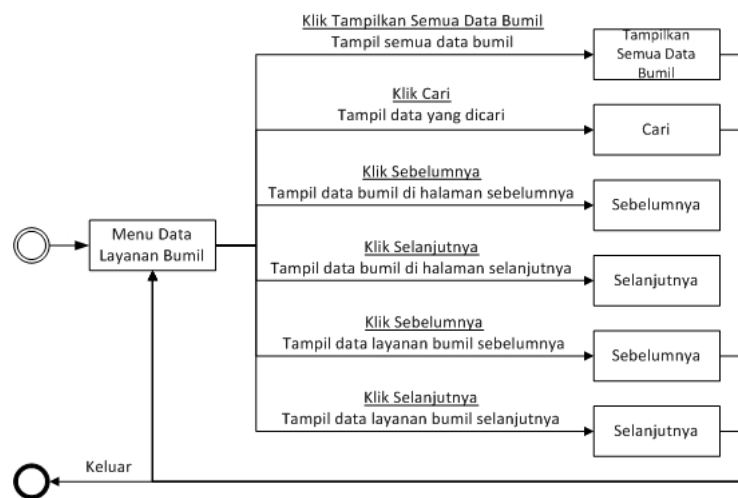 Klik Tampilkan Semua Data Bumil
Tampil semua data bumil
Tampilkan
Semua Data
Bumil
Klik Cari
Tampil data yang dicari
Cari
Klik Sebelumnya
Tampil data bumil di halaman sebelumnya
Sebelumnya
Menu Data
Layanan Bumil
Klik Selanjutnya
Tampil data bumil di halaman selanjutnya
Selanjutnya
Klik Sebelumnya
Tampil data layanan bumil sebelumnya
Sebelumnya
Klik Selanjutnya
Tampil data layanan bumil selanjutnya
Selanjutnya
Keluar